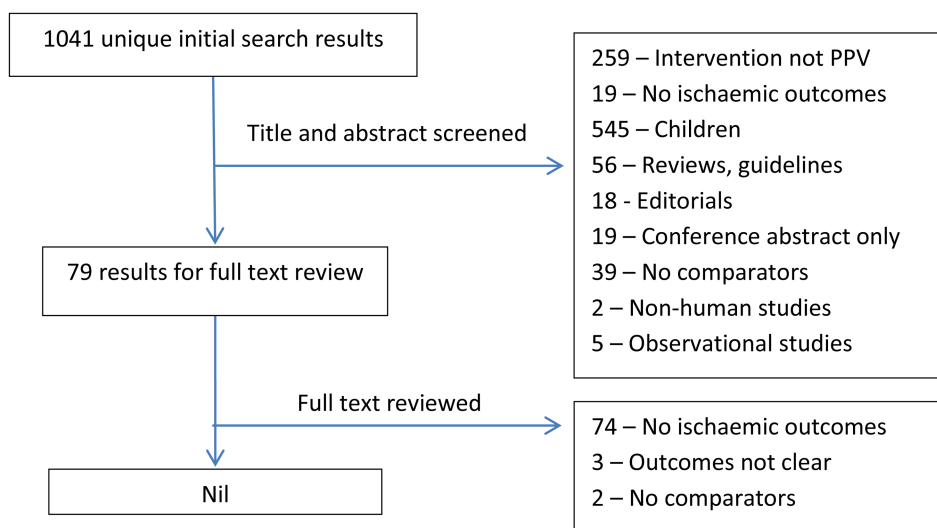 1041 unique initial search results
259 – Intervention not PPV
19 – No ischaemic outcomes
545 – Children
56 – Reviews, guidelines
18 - Editorials
19 – Conference abstract only
39 – No comparators
2 – Non-human studies
5 – Observational studies
Title and abstract screened
79 results for full text review
Full text reviewed
74 – No ischaemic outcomes
3 – Outcomes not clear
2 – No comparators
Nil